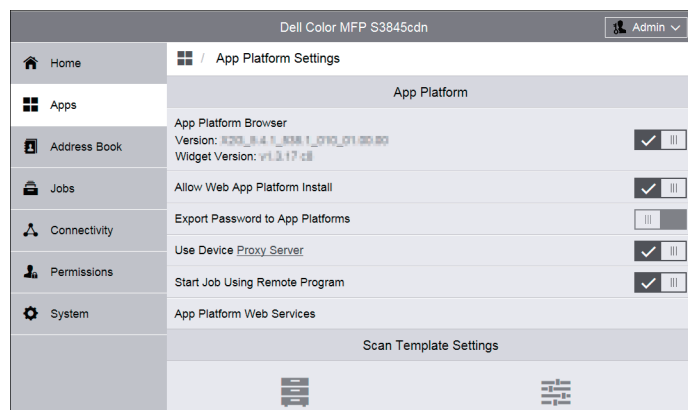 Dell Color MFP S3845cdn
Admin
Home
Apps
Address Book
Jobs
Connectivity
Permissions
System
/ App Platform Settings
App Platform
App Platform Browser
Version:
Widget Version:
Allow Web App Platform Install
Export Password to App Platforms
Use Device Proxy Server
Start Job Using Remote Program
App Platform Web Services
Scan Template Settings